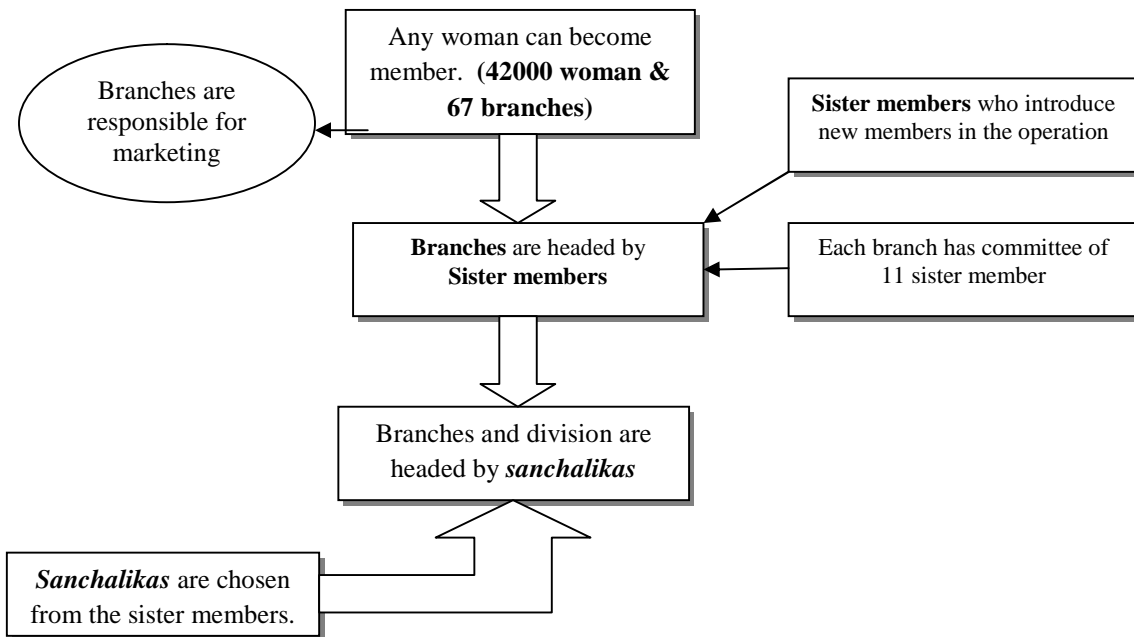 Any woman can become
member. (42000 woman &
67 branches)
Branches are
responsible for
marketing
Sister members who introduce
new members in the operation
Branches are headed by
Sister members
Each branch has committee of
11 sister member
Branches and division are
headed by sanchalikas
Sanchalikas are chosen
from the sister members.